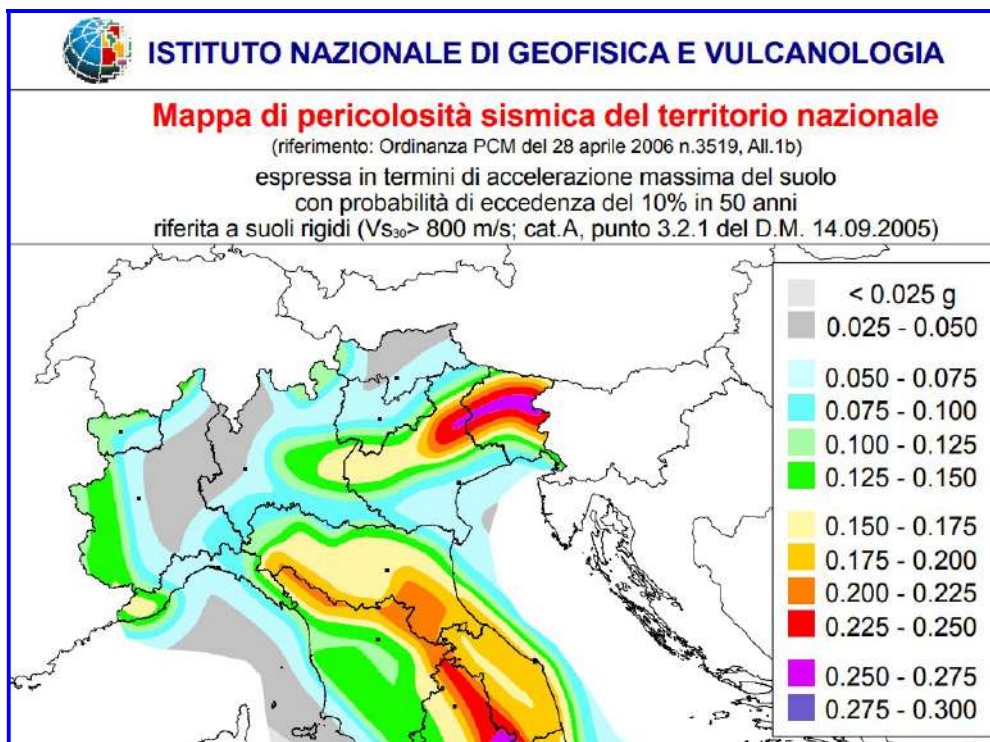 ISTITUTO NAZIONALE DI GEOFISICA E VULCANOLOGIA
Mappa di pericolosità sismica del territorio nazionale
(riferimento: Ordinanza PCM del 28 aprile 2006 n.3519, All.1b)
espressa in termini di accelerazione massima del suolo
con probabilità di eccedenza del 10% in 50 anni
riferita a suoli rigidi (Vs₃₀> 800 m/s; cat.A, punto 3.2.1 del D.M. 14.09.2005)
< 0.025 g
0.025 - 0.050
0.050 - 0.075
0.075 - 0.100
0.100 - 0.125
0.125 - 0.150
0.150 - 0.175
0.175 - 0.200
0.200 - 0.225
0.225 - 0.250
0.250 - 0.275
0.275 - 0.300